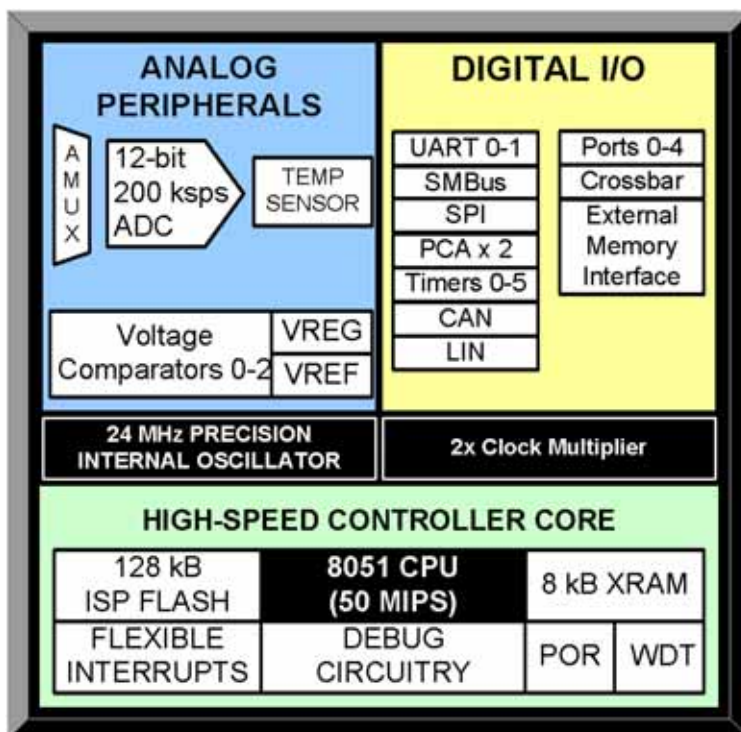 ANALOG
PERIPHERALS
AMUX
12-bit
200 ksps
ADC
TEMP
SENSOR
Voltage
Comparators 0-2
VREG
VREF
DIGITAL I/O
UART 0-1
SMBus
SPI
PCA x 2
Timers 0-5
CAN
LIN
Ports 0-4
Crossbar
External
Memory
Interface
24 MHz PRECISION
INTERNAL OSCILLATOR
2x Clock Multiplier
HIGH-SPEED CONTROLLER CORE
128 kB
ISP FLASH
8051 CPU
(50 MIPS)
8 kB XRAM
FLEXIBLE
INTERRUPTS
DEBUG
CIRCUITRY
POR
WDT